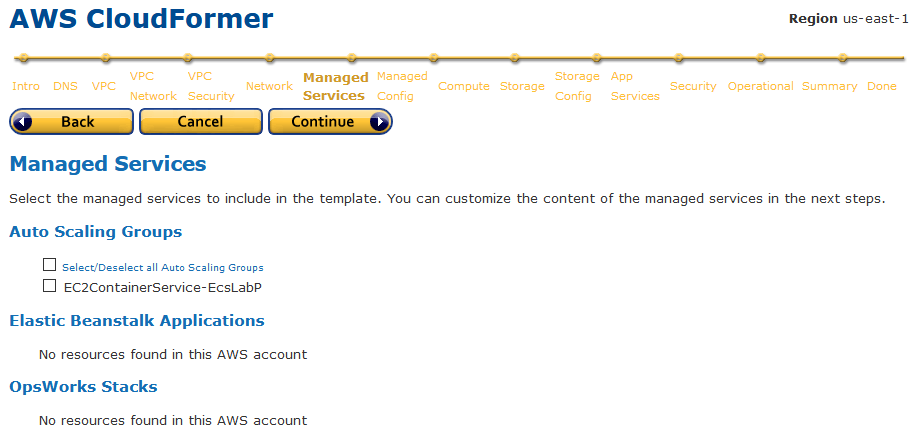 AWS CloudFormer
Region us-east-1
Intro DNS VPC VPC Network VPC Security Network Managed Services Managed Config Compute Storage Storage Config App Services Security Operational Summary Done
Back Cancel Continue
Managed Services
Select the managed services to include in the template. You can customize the content of the managed services in the next steps.
Auto Scaling Groups
Select/Deselect all Auto Scaling Groups
EC2ContainerService-EcsLabP
Elastic Beanstalk Applications
No resources found in this AWS account
OpsWorks Stacks
No resources found in this AWS account